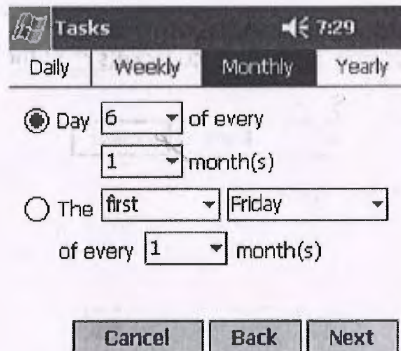 Tasks 7:29
Daily Weekly Monthly Yearly
Day 6 of every
1 month(s)
The first Friday
of every 1 month(s)
Cancel Back Next